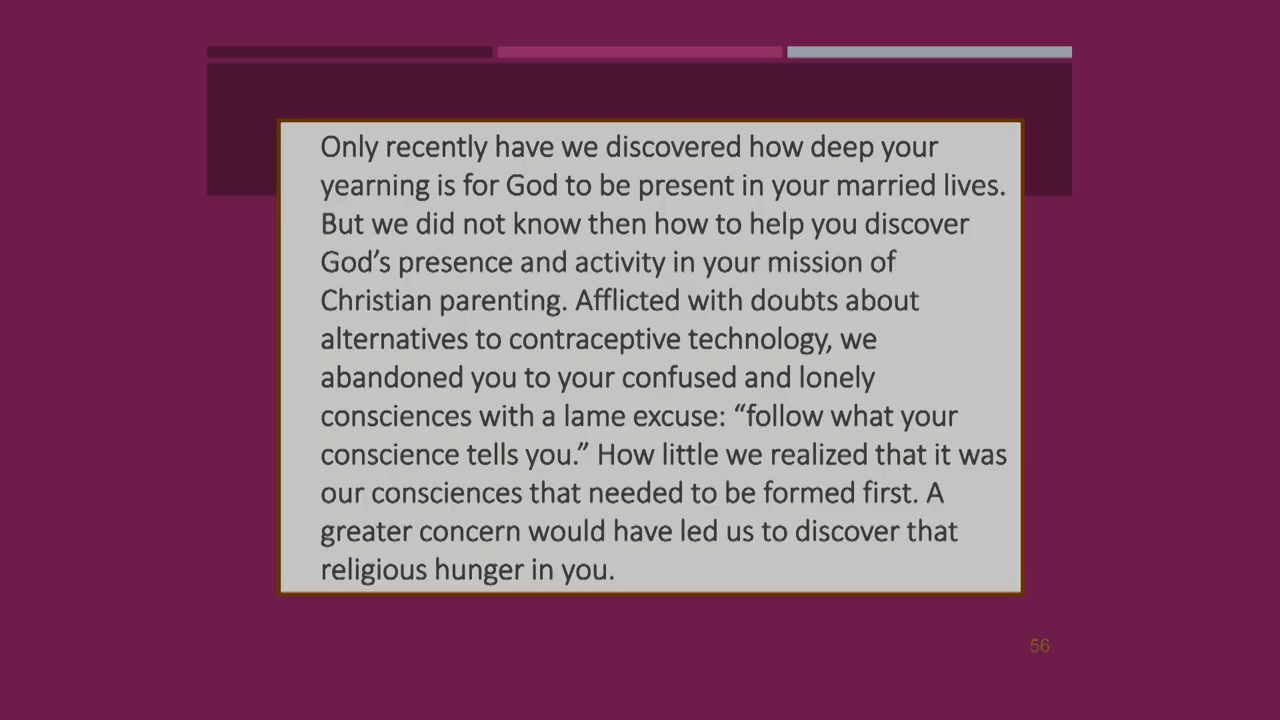 Only recently have we discovered how deep your
yearning is for God to be present in your married lives.
But we did not know then how to help you discover
God’s presence and activity in your mission of
Christian parenting. Afflicted with doubts about
alternatives to contraceptive technology, we
abandoned you to your confused and lonely
consciences with a lame excuse: “follow what your
conscience tells you.” How little we realized that it was
our consciences that needed to be formed first. A
greater concern would have led us to discover that
religious hunger in you.
56